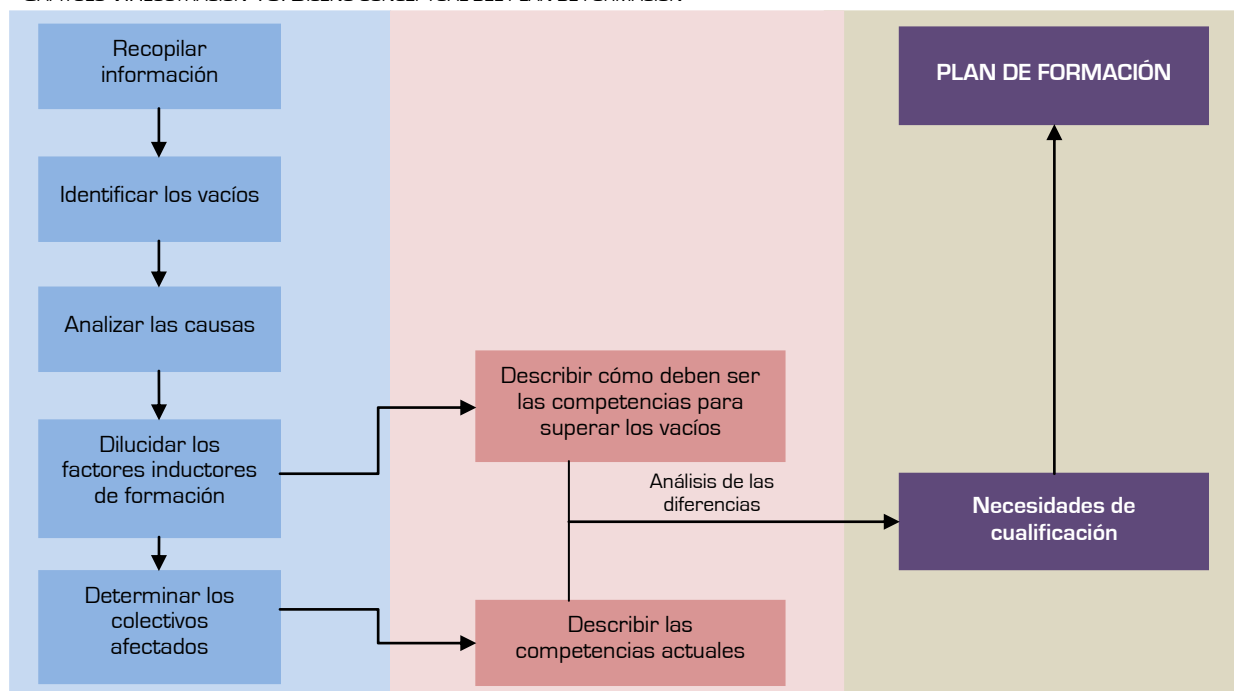 Recopilar
información
Identificar los vacíos
Analizar las causas
Dilucidar los
factores inductores
de formación
Determinar los
colectivos
afectados
Describir cómo deben ser
las competencias para
superar los vacíos
Análisis de las
diferencias
Describir las
competencias actuales
PLAN DE FORMACIÓN
Necesidades de
cualificación